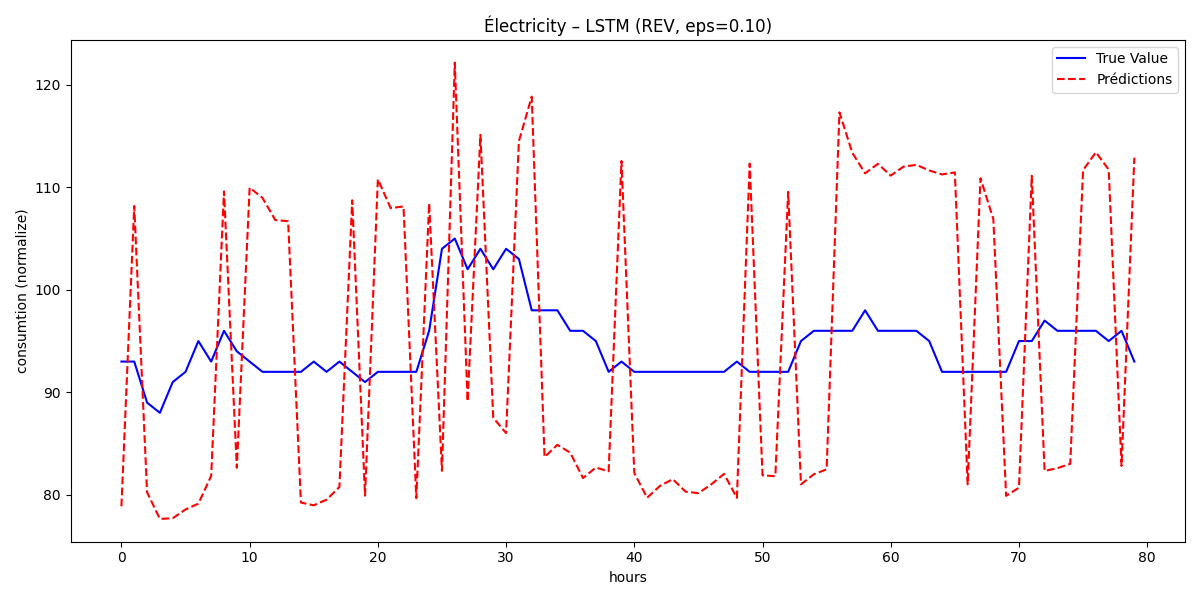 Électricity – LSTM (REV, eps=0.10)
True Value
Prédictions
consumtion (normalize)
120
110
100
90
80
0 10 20 30 40 50 60 70 80
hours